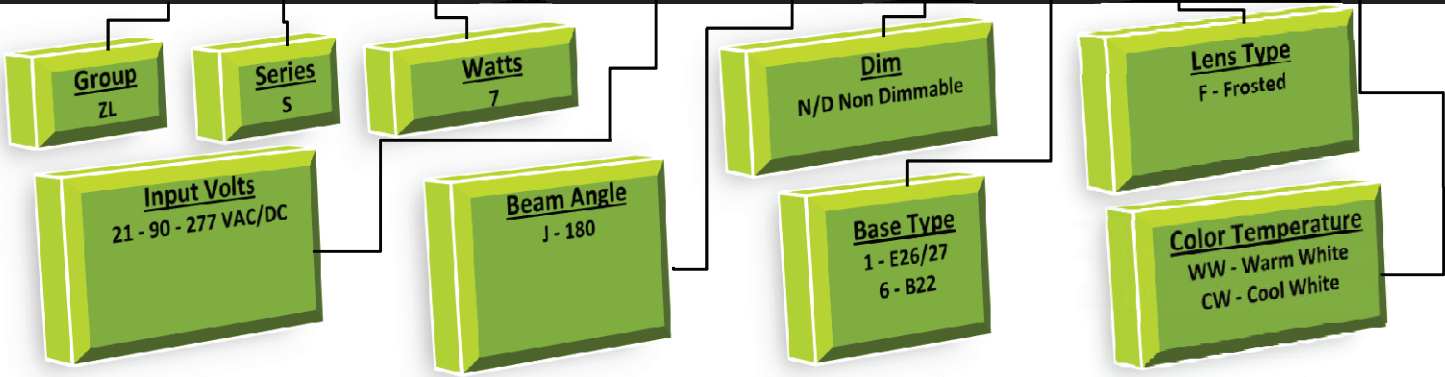 Group
ZL
Series
S
Watts
7
Dim
N/D Non Dimmable
Lens Type
F - Frosted
Input Volts
21 - 90 - 277 VAC/DC
Beam Angle
J - 180
Base Type
1 - E26/27
6 - B22
Color Temperature
WW - Warm White
CW - Cool White